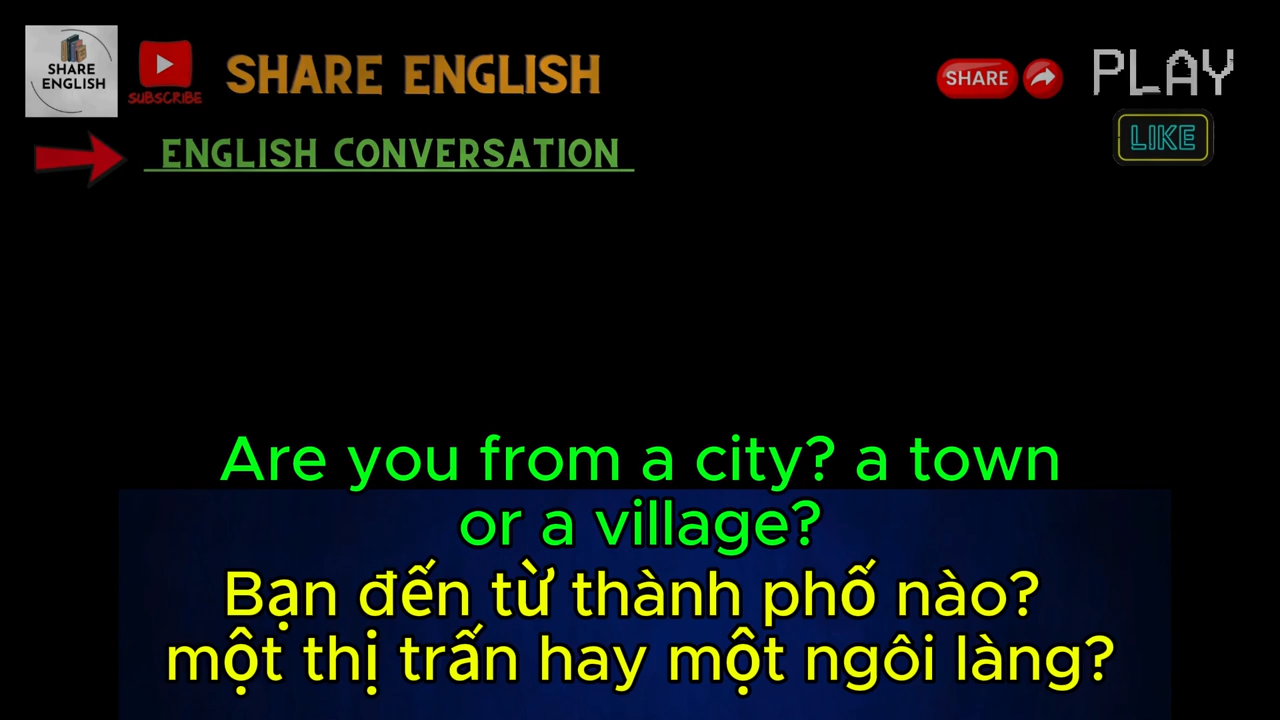 SHARE
ENGLISH
SUBSCRIBE
SHARE ENGLISH
SHARE
PLAY
LIKE
ENGLISH CONVERSATION
Are you from a city? a town
or a village?
Bạn đến từ thành phố nào?
một thị trấn hay một ngôi làng?